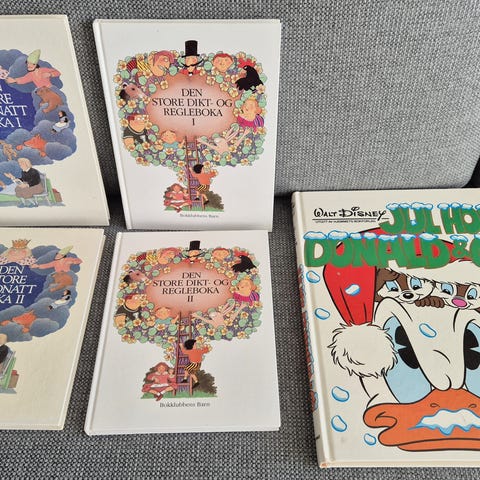 STORE
NATT
KA I
DEN
STORE DIKT- OG
REGLEBOKA
I
Bokklubbens Barn
DEN
STORE
NATT
KA II
DEN
STORE DIKT- OG
REGLEBOKA
II
Bokklubbens Barn
WALT DISNEY
JUL HO
DONALD &